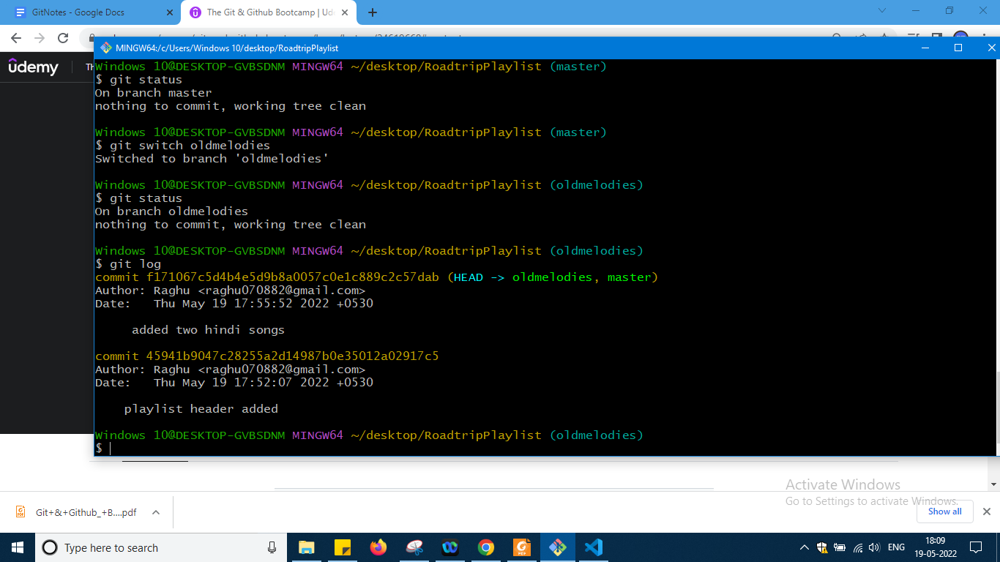 GitNotes - Google Docs
The Git & Github Bootcamp | Ude
MINGW64:/c/Users/Windows 10/desktop/RoadtripPlaylist
ûdemy
Th
Windows 10@DESKTOP-GVBSDNM MINGW64 ~/desktop/RoadtripPlaylist (master)
$ git status
On branch master
nothing to commit, working tree clean
Windows 10@DESKTOP-GVBSDNM MINGW64 ~/desktop/RoadtripPlaylist (master)
$ git switch oldmelodies
Switched to branch 'oldmelodies'
Windows 10@DESKTOP-GVBSDNM MINGW64 ~/desktop/RoadtripPlaylist (oldmelodies)
$ git status
On branch oldmelodies
nothing to commit, working tree clean
Windows 10@DESKTOP-GVBSDNM MINGW64 ~/desktop/RoadtripPlaylist (oldmelodies)
$ git log
commit f171067c5d4b4e5d9b8a0057c0e1c889c2c57dab (HEAD -> oldmelodies, master)
Author: Raghu <raghu070882@gmail.com>
Date:   Thu May 19 17:55:52 2022 +0530
added two hindi songs
commit 45941b9047c28255a2d14987b0e35012a02917c5
Author: Raghu <raghu070882@gmail.com>
Date:   Thu May 19 17:52:07 2022 +0530
playlist header added
Windows 10@DESKTOP-GVBSDNM MINGW64 ~/desktop/RoadtripPlaylist (oldmelodies)
$
Activate Windows
Go to Settings to activate Windows.
Git+&+Github_+B....pdf
Show all
Type here to search
ENG
18:09
19-05-2022